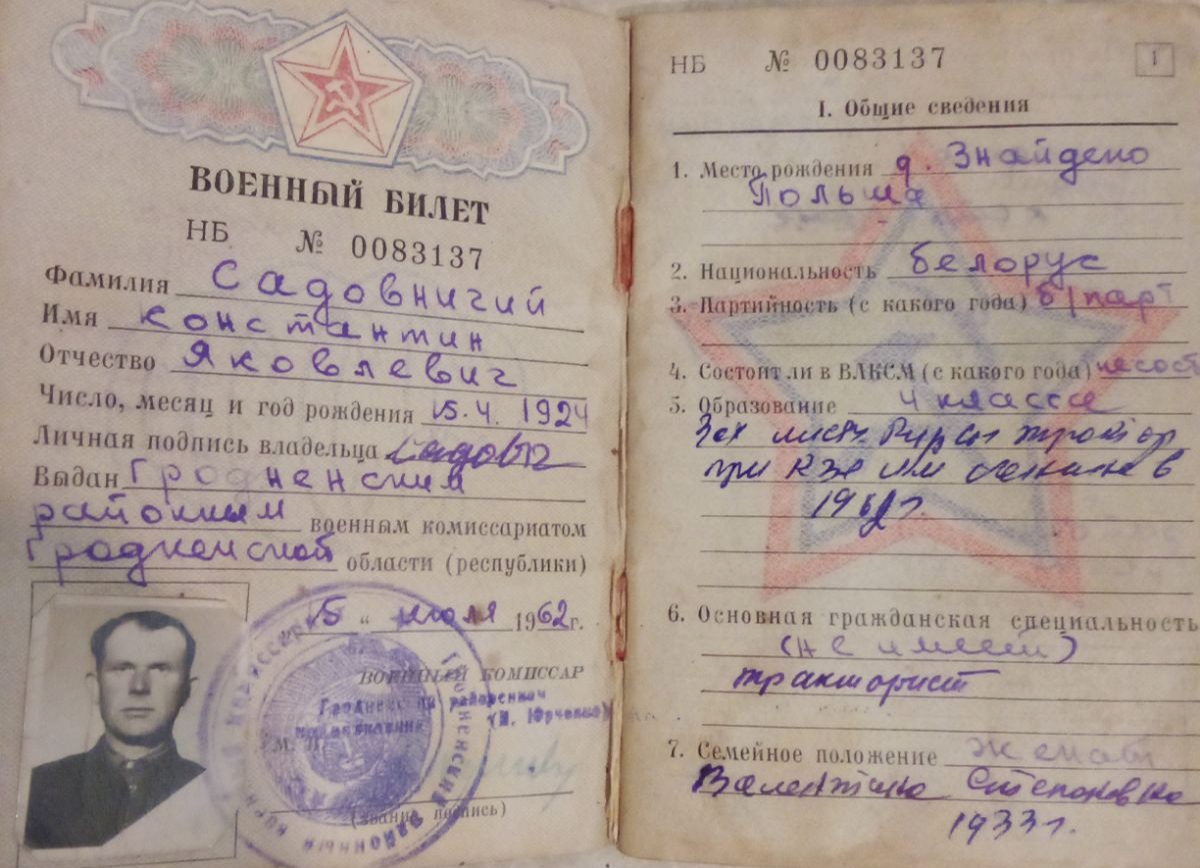 ВОЕННЫЙ БИЛЕТ
НБ № 0083137
Фамилия Садовничий
Имя Константин
Отчество Яковлевич
Число, месяц и год рождения 15.4. 1924
Личная подпись владельца
Выдан Гродненским
районным военным комиссариатом
Гродненской области (республики)
15 " июля 1962 г.
ВОЕННЫЙ КОМИССАР
(И. Юрченко)
М. П.
(звание, подпись)
НБ № 0083137
1
I. Общие сведения
1. Место рождения д. Знайдено
Польша
2. Национальность белорус
3. Партийность (с какого года) б/парт
4. Состоит ли в ВЛКСМ (с какого года) не сост
5. Образование 4 класса
при
в
6. Основная гражданская специальность
(не имеет)
тракторист
7. Семейное положение женат
Валентина Степановна
1933 г.